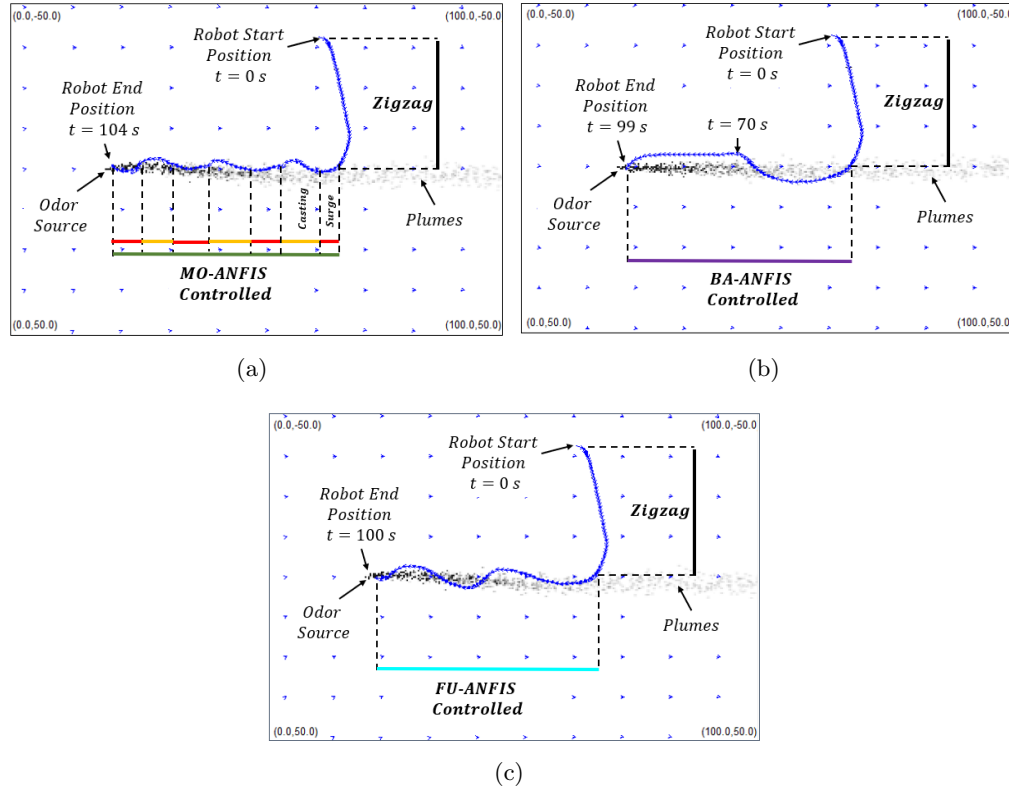 (0.0,-50.0)
(100.0,-50.0)
Robot Start
Position
t = 0 s
Robot End
Position
t = 104 s
Zigzag
Odor
Source
Casting
Surge
Plumes
MO-ANFIS
Controlled
(0.0,50.0)
(100.0,50.0)
(a)
(0.0,-50.0)
(100.0,-50.0)
Robot Start
Position
t = 0 s
Robot End
Position
t = 99 s
t = 70 s
Zigzag
Odor
Source
Plumes
BA-ANFIS
Controlled
(0.0,50.0)
(100.0,50.0)
(b)
(0.0,-50.0)
(100.0,-50.0)
Robot Start
Position
t = 0 s
Robot End
Position
t = 100 s
Zigzag
Odor
Source
Plumes
FU-ANFIS
Controlled
(0.0,50.0)
(100.0,50.0)
(c)